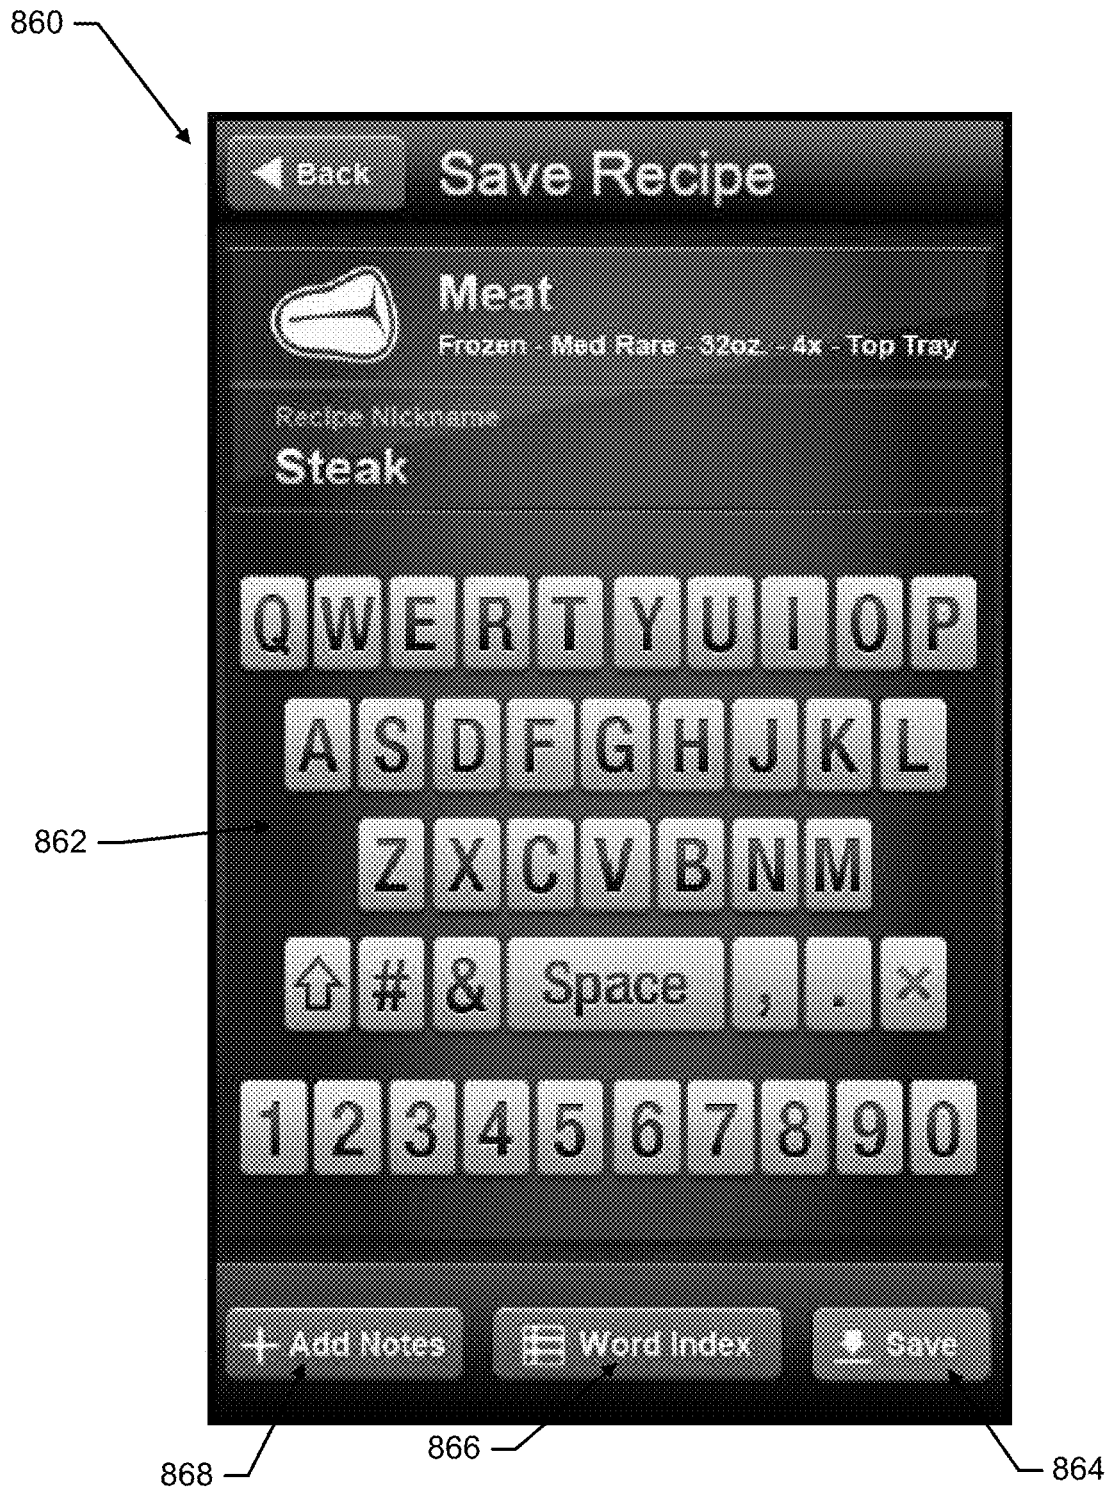 860
Back
Save Recipe
Meat
Frozen - Med Rare - 32oz. - 4x - Top Tray
Recipe Nickname
Steak
Q W E R T Y U I O P
A S D F G H J K L
862
Z X C V B N M
# & Space , . ×
1 2 3 4 5 6 7 8 9 0
+ Add Notes
Word Index
Save
868
866
864